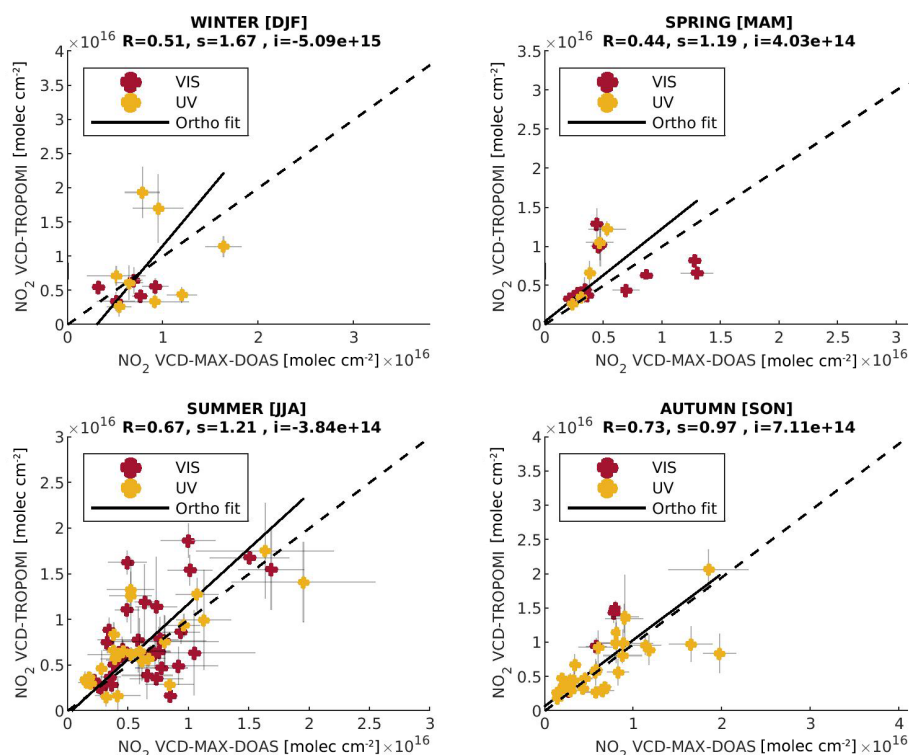 WINTER [DJF]
R=0.51, s=1.67 , i=-5.09e+15
×10^16
NO2 VCD-TROPOMI [molec cm-2]
4
3.5
3
2.5
2
1.5
1
0.5
0
VIS
UV
Ortho fit
0 1 2 3
NO2 VCD-MAX-DOAS [molec cm-2] ×10^16
SPRING [MAM]
R=0.44, s=1.19 , i=4.03e+14
×10^16
NO2 VCD-TROPOMI [molec cm-2]
3.5
3
2.5
2
1.5
1
0.5
0
VIS
UV
Ortho fit
0 0.5 1 1.5 2 2.5 3
NO2 VCD-MAX-DOAS [molec cm-2] ×10^16
SUMMER [JJA]
R=0.67, s=1.21 , i=-3.84e+14
×10^16
NO2 VCD-TROPOMI [molec cm-2]
3
2.5
2
1.5
1
0.5
0
VIS
UV
Ortho fit
0 0.5 1 1.5 2 2.5 3
NO2 VCD-MAX-DOAS [molec cm-2] ×10^16
AUTUMN [SON]
R=0.73, s=0.97 , i=7.11e+14
×10^16
NO2 VCD-TROPOMI [molec cm-2]
4
3.5
3
2.5
2
1.5
1
0.5
0
VIS
UV
Ortho fit
0 1 2 3 4
NO2 VCD-MAX-DOAS [molec cm-2] ×10^16